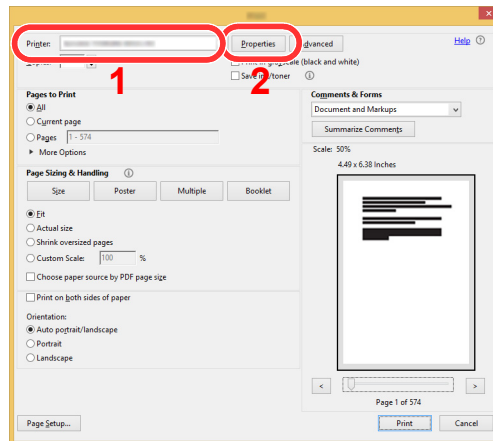 ×
Printer:
Properties
dvanced
Help ?
(black and white)
Save in
/toner
1
2
Pages to Print
All
Current page
Pages 1 - 574
More Options
Comments & Forms
Document and Markups
Summarize Comments
Scale: 50%
4.49 x 6.38 Inches
Page Sizing & Handling
Size Poster Multiple Booklet
Fit
Actual size
Shrink oversized pages
Custom Scale: 100 %
Choose paper source by PDF page size
Print on both sides of paper
Orientation:
Auto portrait/landscape
Portrait
Landscape
< >
Page 1 of 574
Page Setup...
Print Cancel